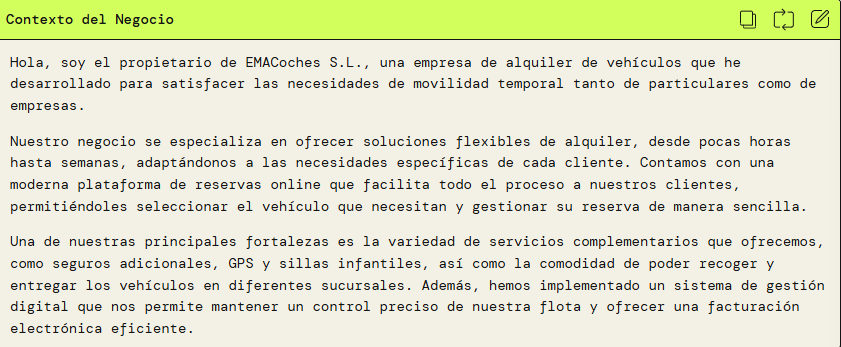 Contexto del Negocio
Hola, soy el propietario de EMACoches S.L., una empresa de alquiler de vehículos que he
desarrollado para satisfacer las necesidades de movilidad temporal tanto de particulares como de
empresas.
Nuestro negocio se especializa en ofrecer soluciones flexibles de alquiler, desde pocas horas
hasta semanas, adaptándonos a las necesidades específicas de cada cliente. Contamos con una
moderna plataforma de reservas online que facilita todo el proceso a nuestros clientes,
permitiéndoles seleccionar el vehículo que necesitan y gestionar su reserva de manera sencilla.
Una de nuestras principales fortalezas es la variedad de servicios complementarios que ofrecemos,
como seguros adicionales, GPS y sillas infantiles, así como la comodidad de poder recoger y
entregar los vehículos en diferentes sucursales. Además, hemos implementado un sistema de gestión
digital que nos permite mantener un control preciso de nuestra flota y ofrecer una facturación
electrónica eficiente.